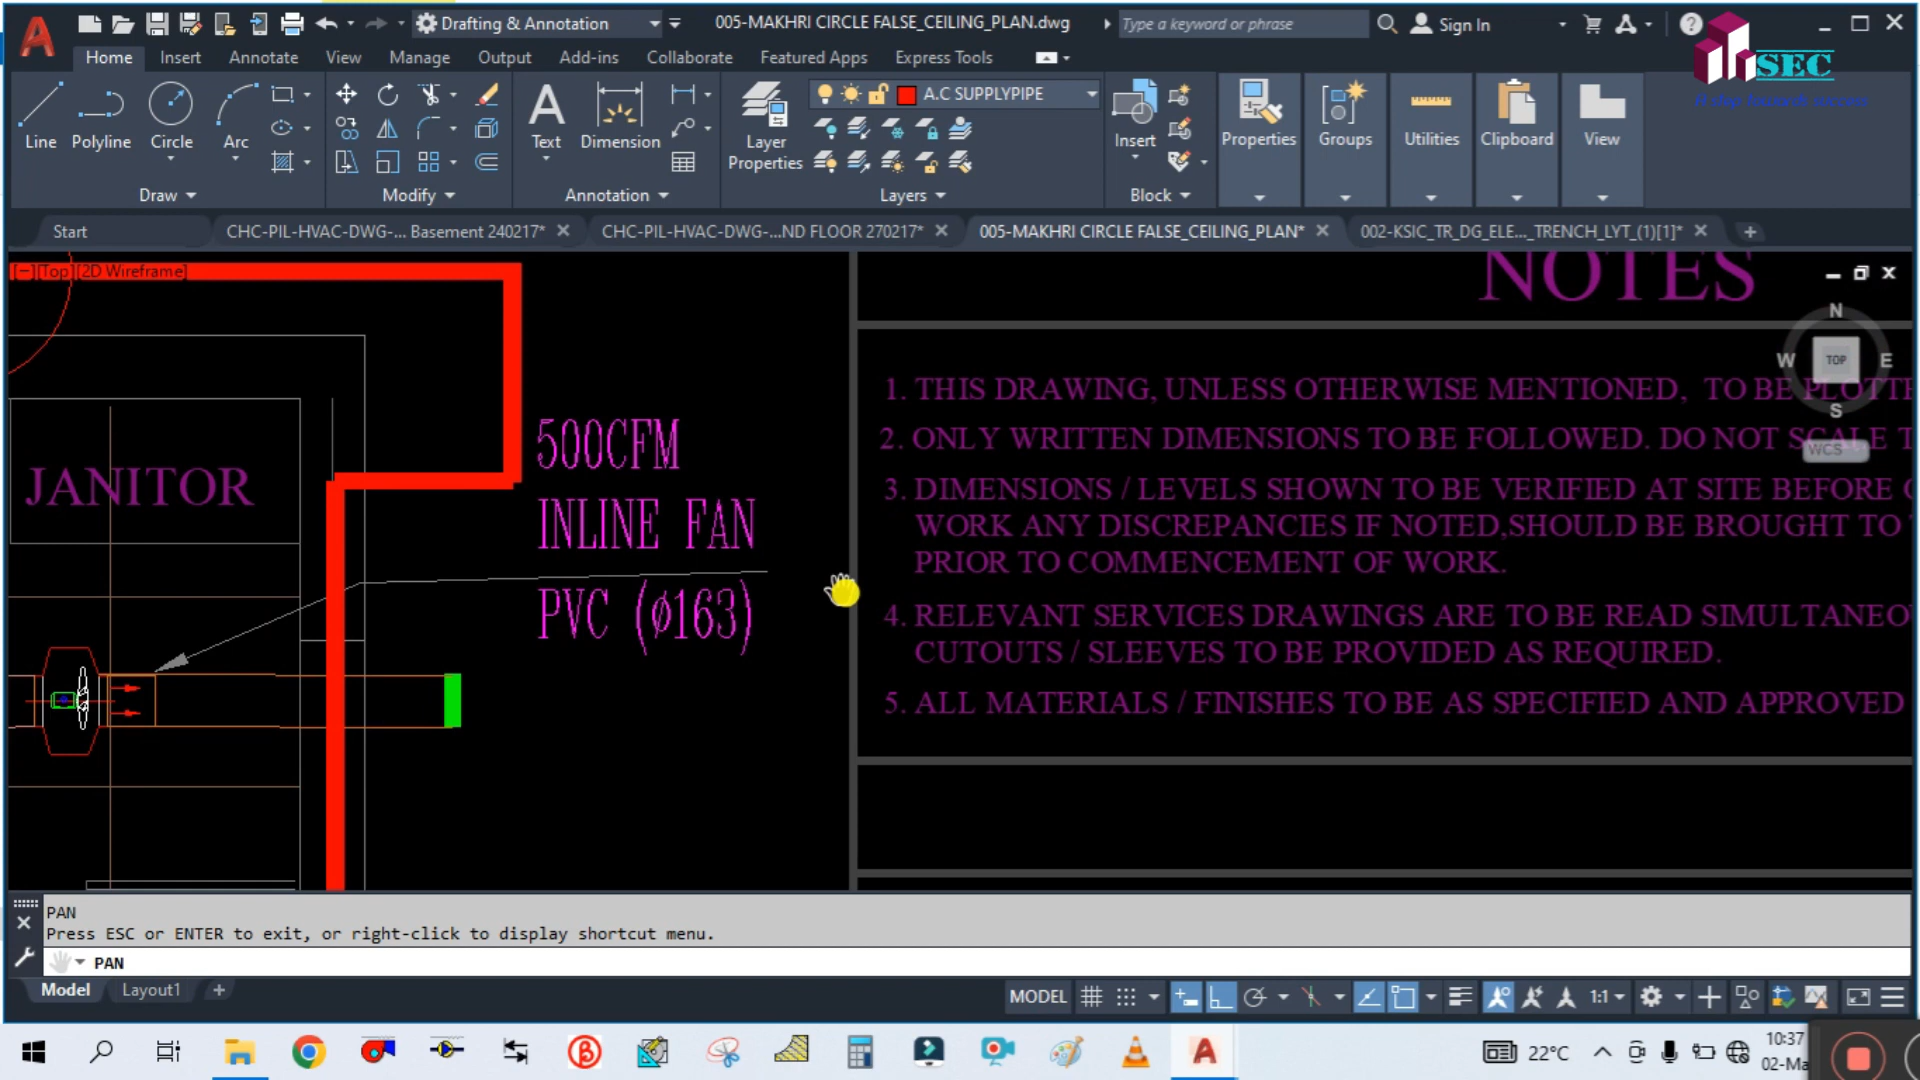 Drafting & Annotation
005-MAKHRI CIRCLE FALSE_CEILING_PLAN.dwg
Type a keyword or phrase
Sign In
SEC
Home
Insert
Annotate
View
Manage
Output
Add-ins
Collaborate
Featured Apps
Express Tools
A.C SUPPLYPIPE
Line
Polyline
Circle
Arc
Text
Dimension
Layer
Properties
Insert
Properties
Groups
Utilities
Clipboard
View
Draw
Modify
Annotation
Layers
Block
Start
CHC-PIL-HVAC-DWG-... Basement 240217*
CHC-PIL-HVAC-DWG-...ND FLOOR 270217*
005-MAKHRI CIRCLE FALSE_CEILING_PLAN*
002-KSIC_TR_DG_ELE..._TRENCH_LYT_(1)[1]*
[−][Top][2D Wireframe]
NOTES
N
W
TOP
E
S
WCS
JANITOR
500CFM
INLINE FAN
PVC (ø163)
1. THIS DRAWING, UNLESS OTHERWISE MENTIONED, TO BE PLOTTE
2. ONLY WRITTEN DIMENSIONS TO BE FOLLOWED. DO NOT SCALE T
3. DIMENSIONS / LEVELS SHOWN TO BE VERIFIED AT SITE BEFORE
WORK ANY DISCREPANCIES IF NOTED,SHOULD BE BROUGHT TO
PRIOR TO COMMENCEMENT OF WORK.
4. RELEVANT SERVICES DRAWINGS ARE TO BE READ SIMULTANEO
CUTOUTS / SLEEVES TO BE PROVIDED AS REQUIRED.
5. ALL MATERIALS / FINISHES TO BE AS SPECIFIED AND APPROVED
PAN
Press ESC or ENTER to exit, or right-click to display shortcut menu.
PAN
Model
Layout1
MODEL
1:1
22°C
10:37
02-Ma